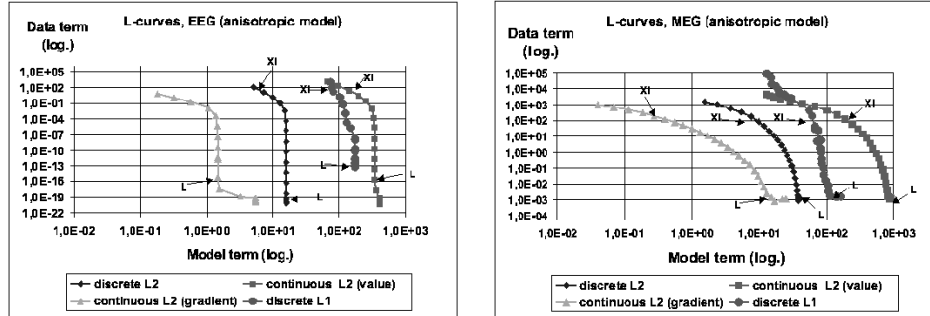 L-curves, EEG (anisotropic model)
Data term
(log.)
1,0E+05
1,0E+02
1,0E-01
1,0E-04
1,0E-07
1,0E-10
1,0E-13
1,0E-16
1,0E-19
1,0E-22
XI
XI
XI
L
L
L
L
1,0E-02 1,0E-01 1,0E+00 1,0E+01 1,0E+02 1,0E+03
Model term (log.)
discrete L2
continuous L2 (value)
continuous L2 (gradient)
discrete L1
L-curves, MEG (anisotropic model)
Data term
(log.)
1,0E+05
1,0E+04
1,0E+03
1,0E+02
1,0E+01
1,0E+00
1,0E-01
1,0E-02
1,0E-03
1,0E-04
XI
XI
XI
XI
L
L
L
L
1,0E-02 1,0E-01 1,0E+00 1,0E+01 1,0E+02 1,0E+03
Model term (log.)
discrete L2
continuous L2 (value)
continuous L2 (gradient)
discrete L1